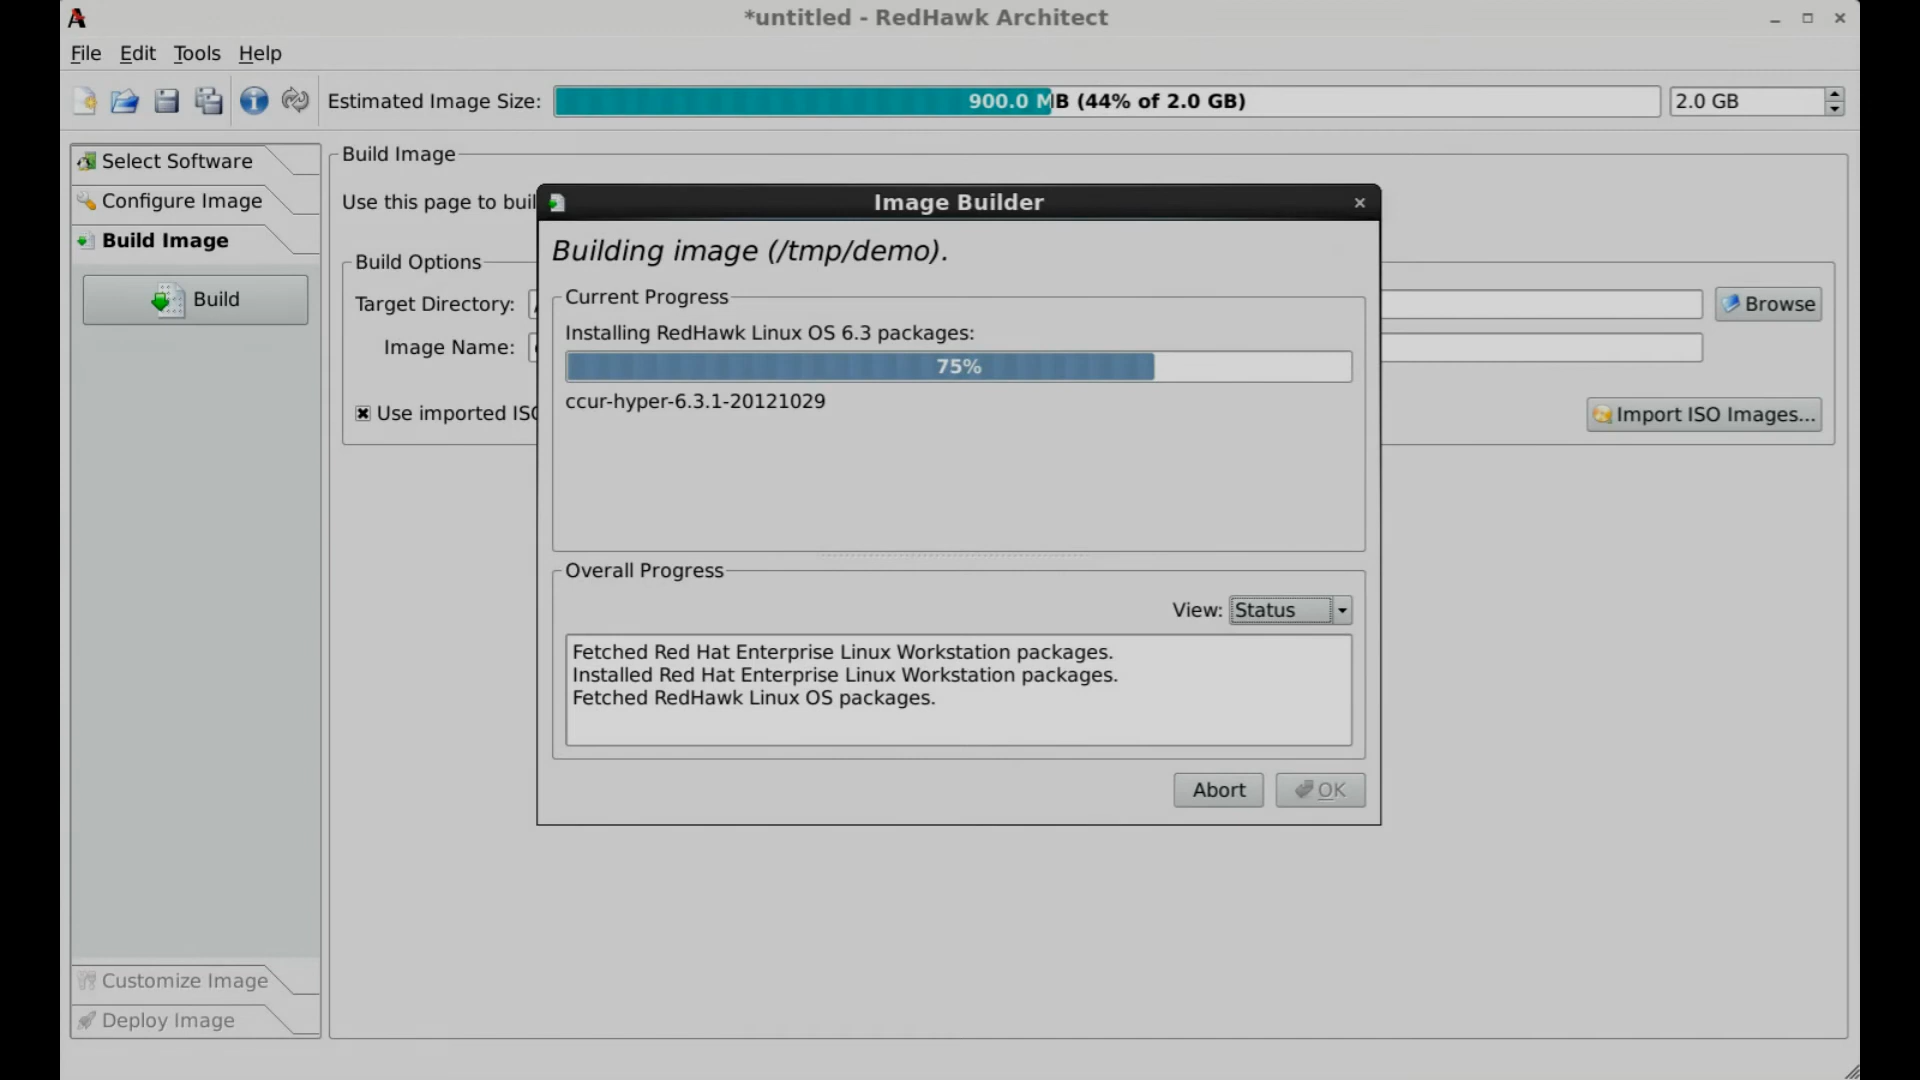 *untitled - RedHawk Architect
File Edit Tools Help
Estimated Image Size: 900.0 MB (44% of 2.0 GB) 2.0 GB
Select Software
Configure Image
Build Image
Build
Customize Image
Deploy Image
Build Image
Use this page to buil
Build Options
Target Directory:
Browse
Image Name:
Use imported ISO
Import ISO Images...
Image Builder
Building image (/tmp/demo).
Current Progress
Installing RedHawk Linux OS 6.3 packages:
75%
ccur-hyper-6.3.1-20121029
Overall Progress
View: Status
Fetched Red Hat Enterprise Linux Workstation packages.
Installed Red Hat Enterprise Linux Workstation packages.
Fetched RedHawk Linux OS packages.
Abort OK